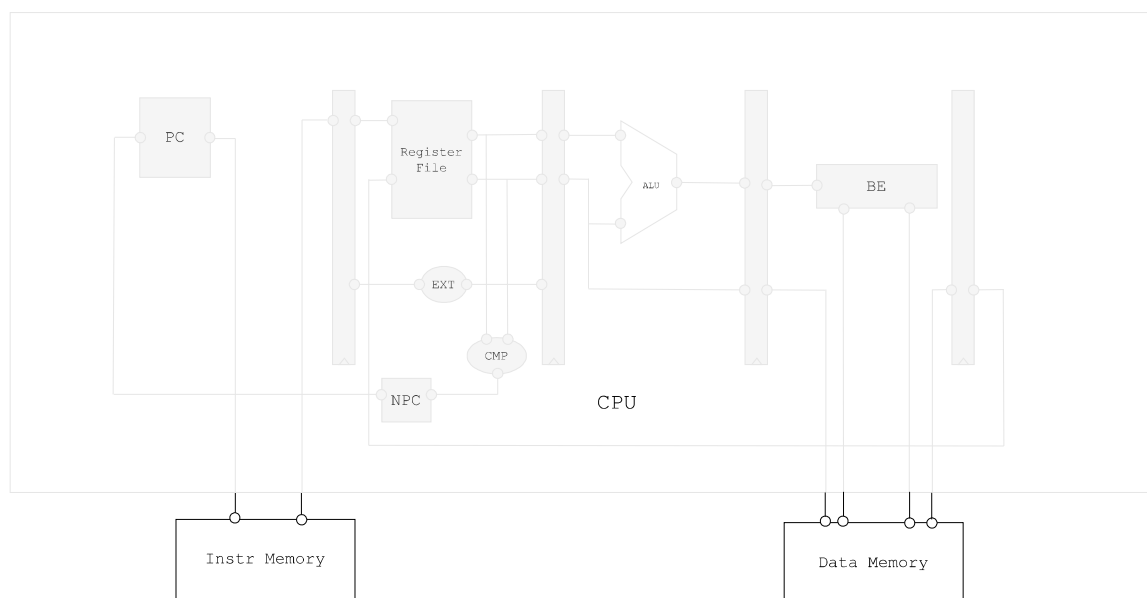 PC
Register
File
ALU
BE
EXT
CMP
NPC
CPU
Instr Memory
Data Memory